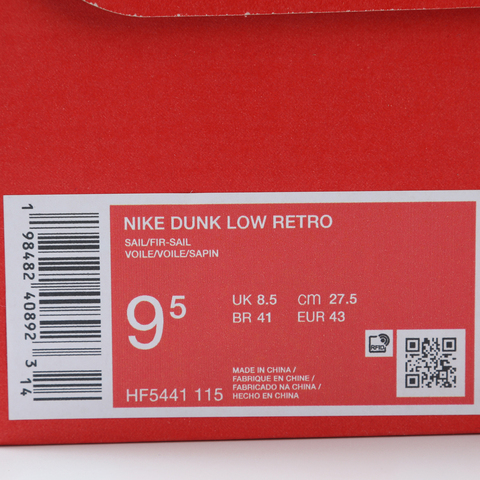 NIKE DUNK LOW RETRO
SAIL/FIR-SAIL
VOILE/VOILE/SAPIN
9⁵
UK 8.5 cm 27.5
BR 41 EUR 43
HF5441 115
MADE IN CHINA /
FABRIQUE EN CHINE /
FABRICADO NA CHINA /
HECHO EN CHINA
RFID
1 98482 40892 314